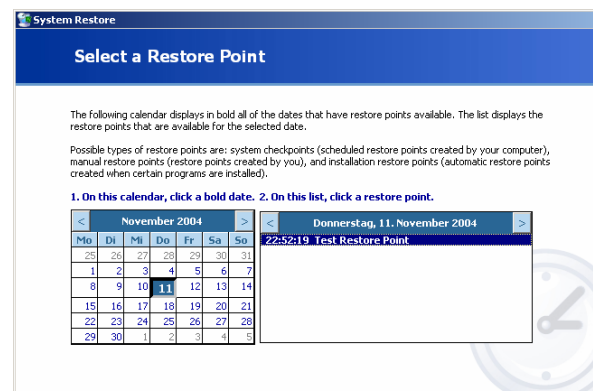 System Restore
Select a Restore Point
The following calendar displays in bold all of the dates that have restore points available. The list displays the
restore points that are available for the selected date.
Possible types of restore points are: system checkpoints (scheduled restore points created by your computer),
manual restore points (restore points created by you), and installation restore points (automatic restore points
created when certain programs are installed).
1. On this calendar, click a bold date. 2. On this list, click a restore point.
< November 2004 > < Donnerstag, 11. November 2004 >
Mo Di Mi Do Fr Sa So 22:52:19 Test Restore Point
25 26 27 28 29 30 31
1 2 3 4 5 6 7
8 9 10 11 12 13 14
15 16 17 18 19 20 21
22 23 24 25 26 27 28
29 30 1 2 3 4 5